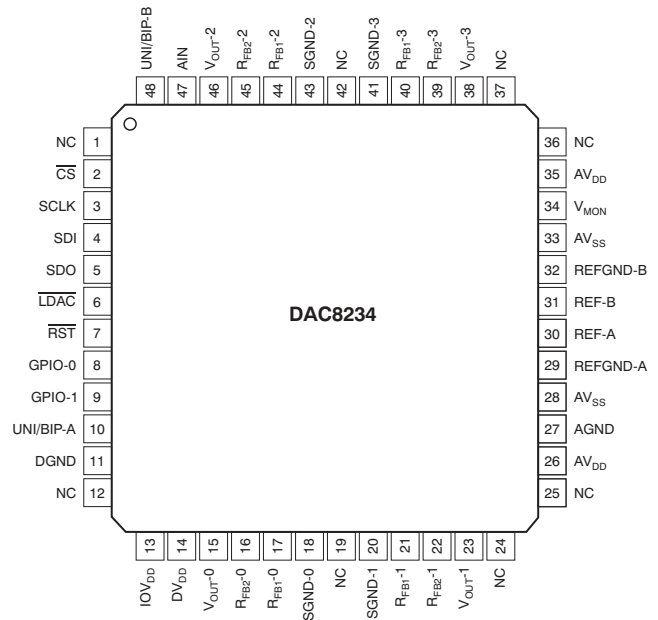 UNI/BIP-B
AIN
VOUT-2
RFB2-2
RFB1-2
SGND-2
NC
SGND-3
RFB1-3
RFB2-3
VOUT-3
NC
48 47 46 45 44 43 42 41 40 39 38 37
NC 1
CS 2
SCLK 3
SDI 4
SDO 5
LDAC 6
RST 7
GPIO-0 8
GPIO-1 9
UNI/BIP-A 10
DGND 11
NC 12
DAC8234
36 NC
35 AVDD
34 VMON
33 AVSS
32 REFGND-B
31 REF-B
30 REF-A
29 REFGND-A
28 AVSS
27 AGND
26 AVDD
25 NC
13 14 15 16 17 18 19 20 21 22 23 24
IOVDD
DVDD
VOUT-0
RFB2-0
RFB1-0
SGND-0
NC
SGND-1
RFB1-1
RFB2-1
VOUT-1
NC